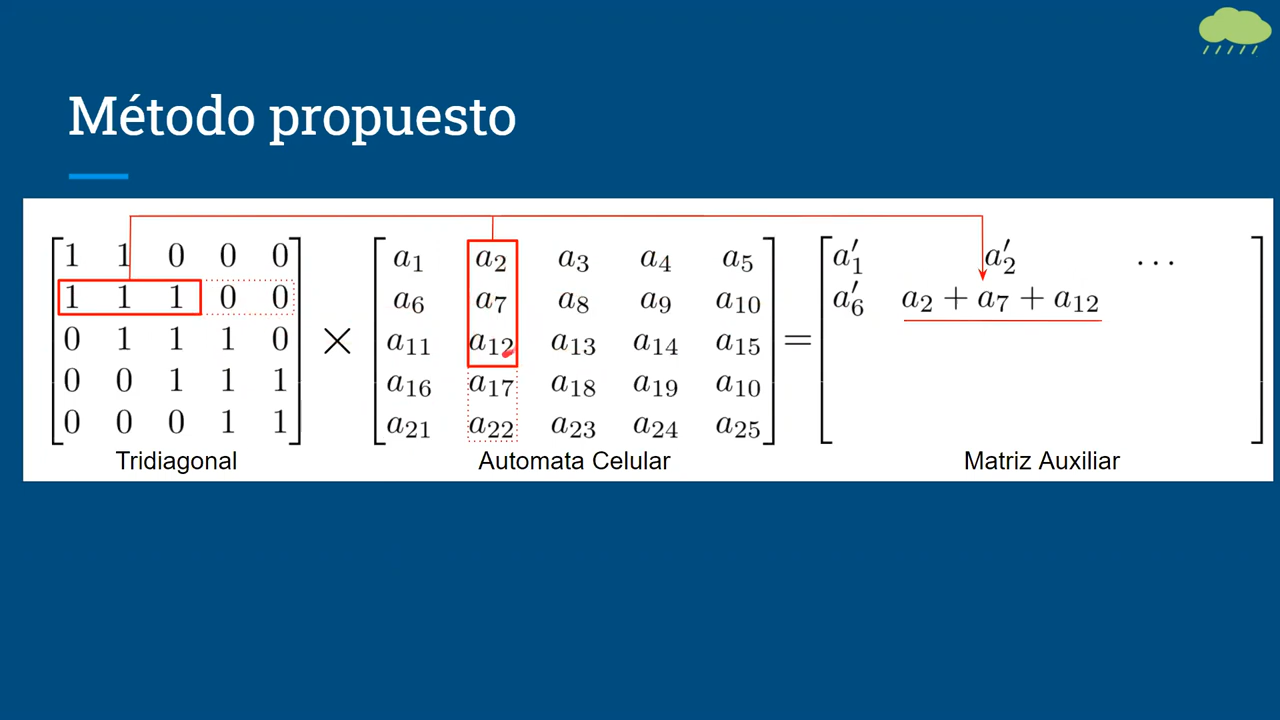 Método propuesto
1 1 0 0 0 a₁ a₂ a₃ a₄ a₅ a′₁ a′₂ ...
1 1 1 0 0 a₆ a₇ a₈ a₉ a₁₀ a′₆ a₂ + a₇ + a₁₂
0 1 1 1 0 × a₁₁ a₁₂ a₁₃ a₁₄ a₁₅ =
0 0 1 1 1 a₁₆ a₁₇ a₁₈ a₁₉ a₁₀
0 0 0 1 1 a₂₁ a₂₂ a₂₃ a₂₄ a₂₅
Tridiagonal Automata Celular Matriz Auxiliar